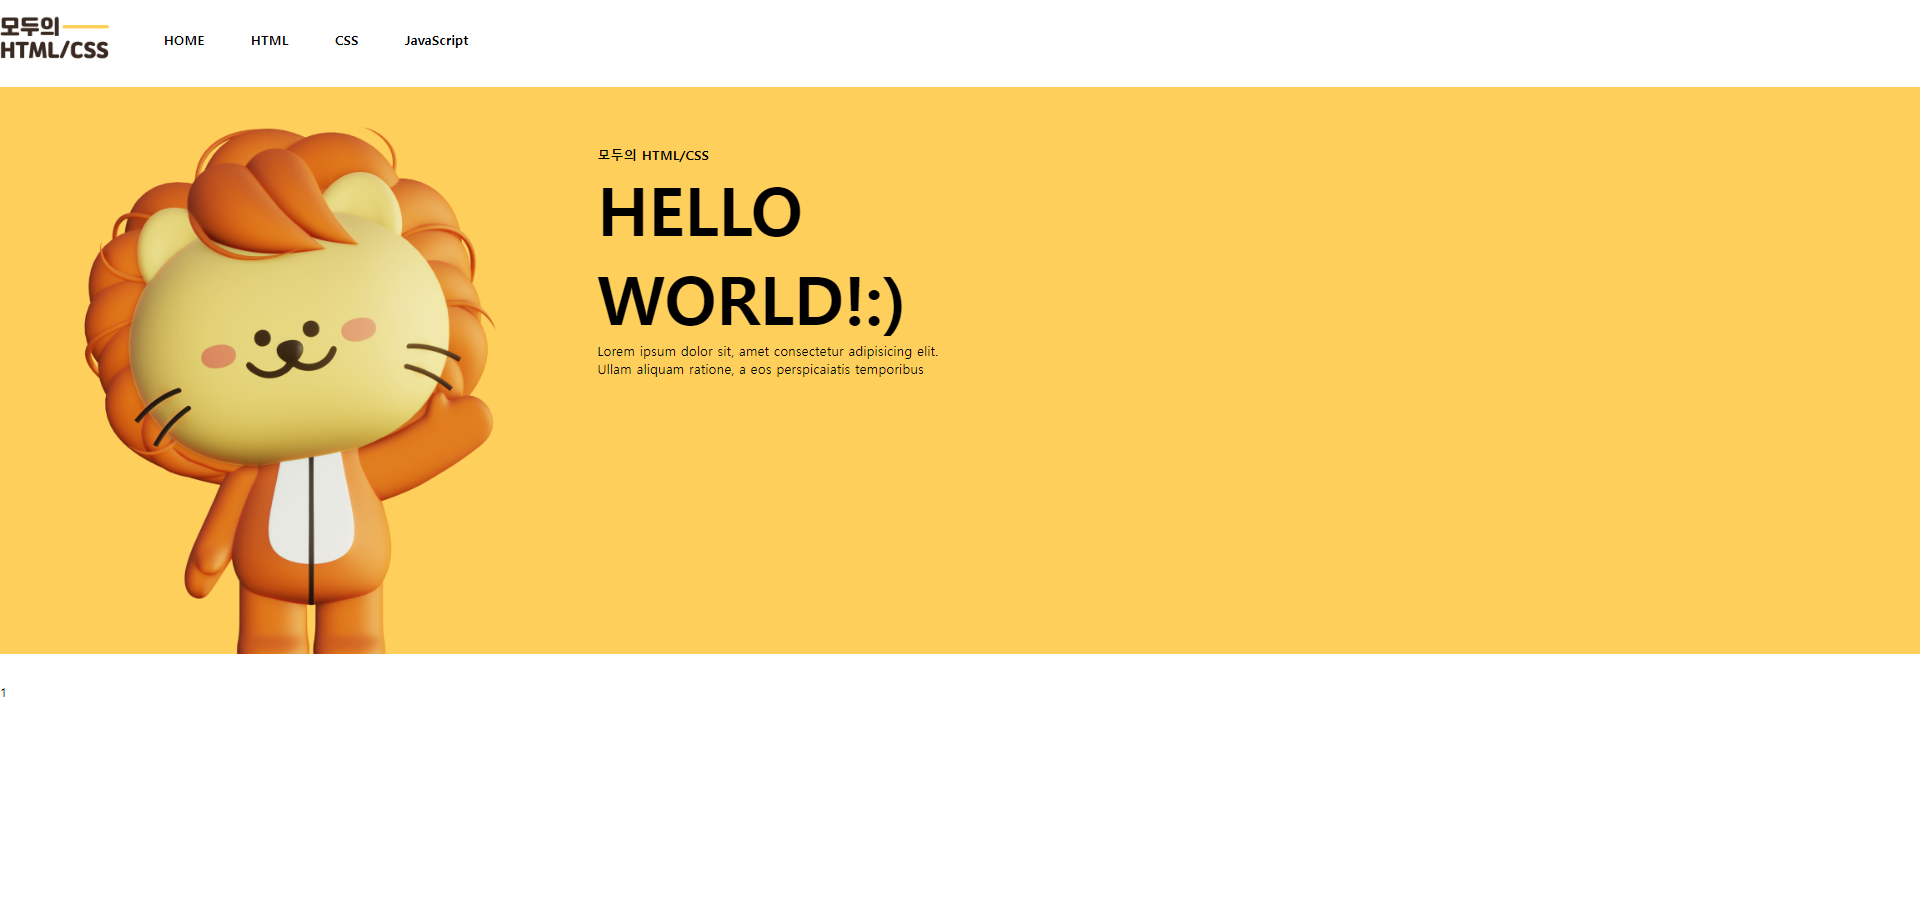 모두의
HTML/CSS
HOME HTML CSS JavaScript
모두의 HTML/CSS
HELLO
WORLD!:)
Lorem ipsum dolor sit, amet consectetur adipisicing elit.
Ullam aliquam ratione, a eos perspicaiatis temporibus
1